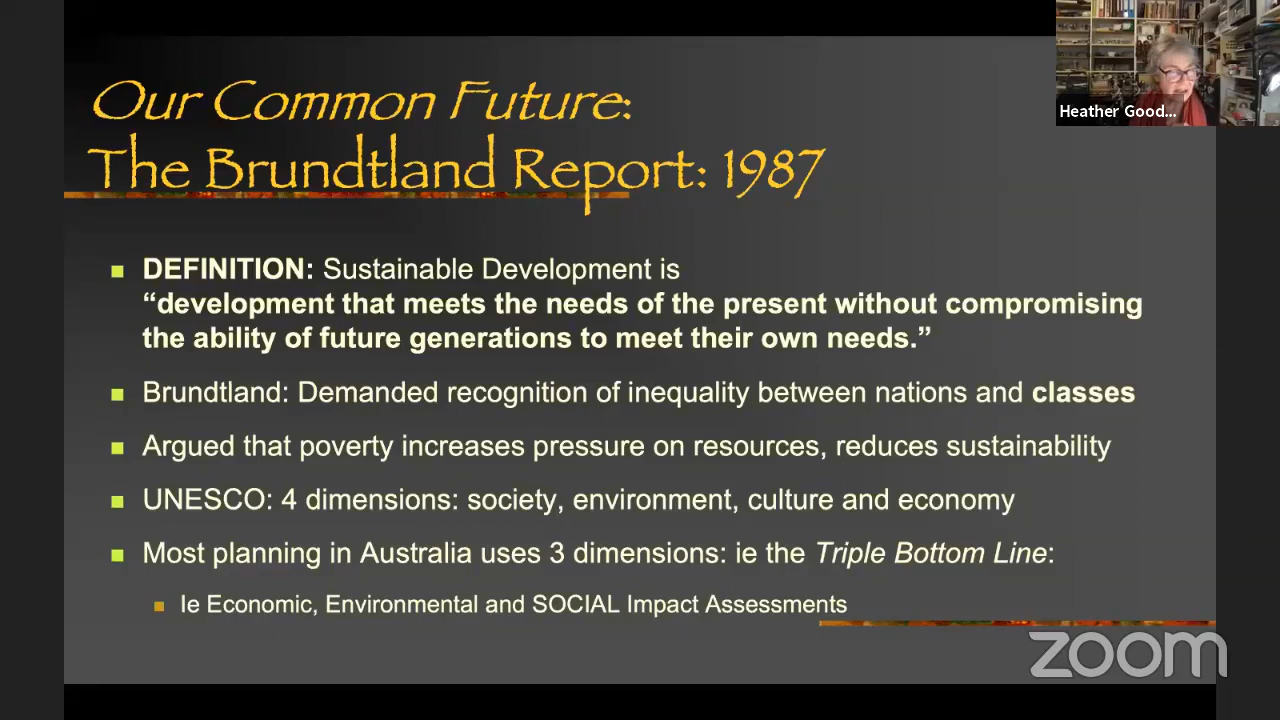 Heather Good...
Our Common Future:
The Brundtland Report: 1987
DEFINITION: Sustainable Development is
“development that meets the needs of the present without compromising
the ability of future generations to meet their own needs.”
Brundtland: Demanded recognition of inequality between nations and classes
Argued that poverty increases pressure on resources, reduces sustainability
UNESCO: 4 dimensions: society, environment, culture and economy
Most planning in Australia uses 3 dimensions: ie the Triple Bottom Line:
Ie Economic, Environmental and SOCIAL Impact Assessments
zoom